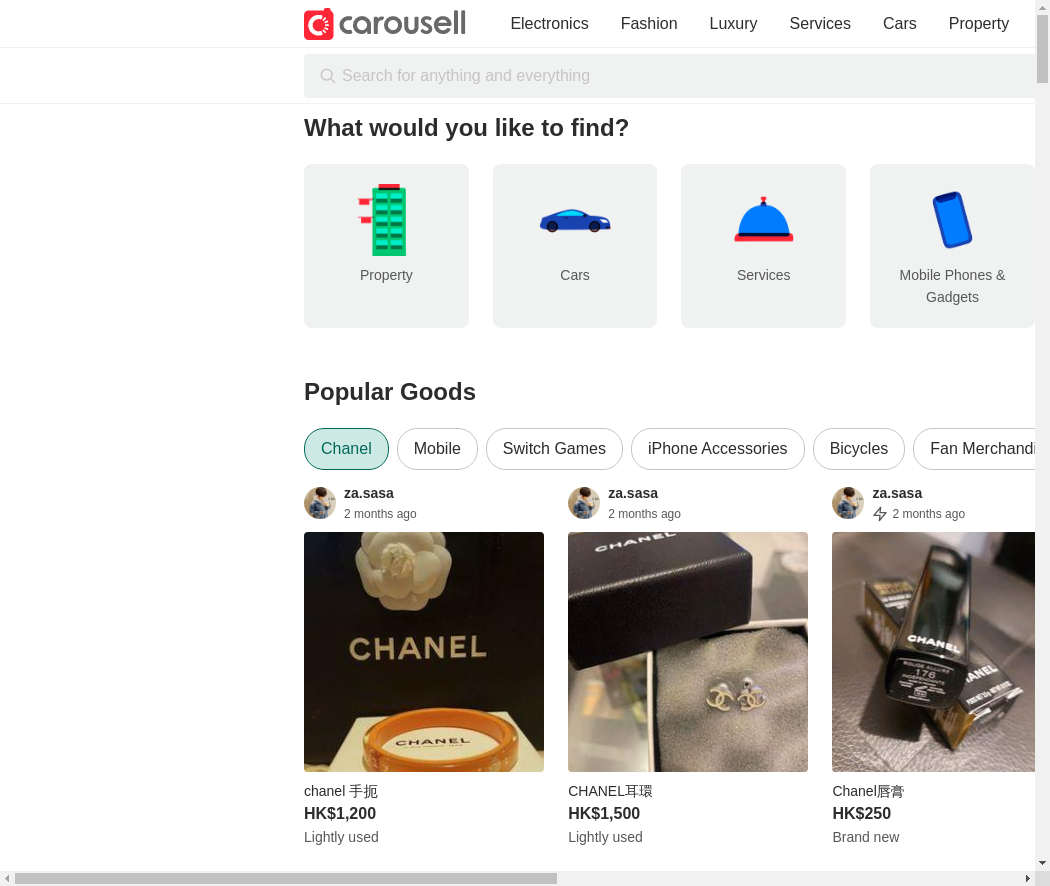 carousell
Electronics
Fashion
Luxury
Services
Cars
Property
Search for anything and everything
What would you like to find?
Property
Cars
Services
Mobile Phones &
Gadgets
Popular Goods
Chanel
Mobile
Switch Games
iPhone Accessories
Bicycles
Fan Merchandi
za.sasa
2 months ago
CHANEL
CHANEL
chanel 手扼
HK$1,200
Lightly used
za.sasa
2 months ago
CHANEL
CHANEL耳環
HK$1,500
Lightly used
za.sasa
2 months ago
CHANEL
ROUGE ALLURE
176
INDÉPENDANTE
Chanel唇膏
HK$250
Brand new